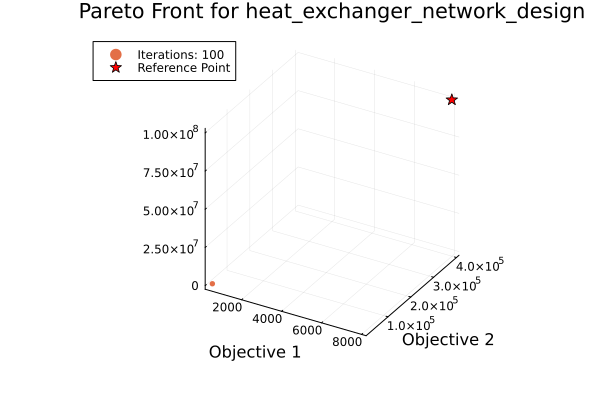 Pareto Front for heat_exchanger_network_design
Iterations: 100
Reference Point
1.00×10⁸
7.50×10⁷
5.00×10⁷
2.50×10⁷
0
2000
4000
6000
8000
Objective 1
1.0×10⁵
2.0×10⁵
3.0×10⁵
4.0×10⁵
Objective 2